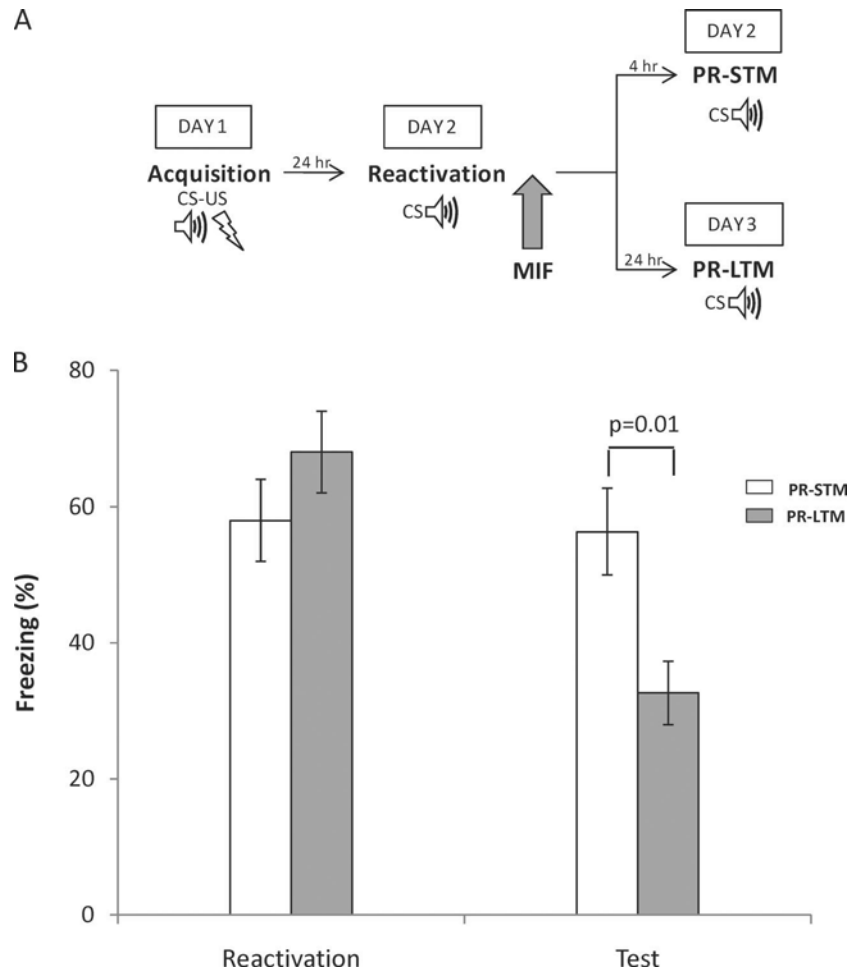 A
DAY 1
Acquisition
CS-US
24 hr
DAY 2
Reactivation
CS
MIF
4 hr
DAY 2
PR-STM
CS
24 hr
DAY 3
PR-LTM
CS
B
Freezing (%)
80
60
40
20
0
p=0.01
PR-STM
PR-LTM
Reactivation
Test